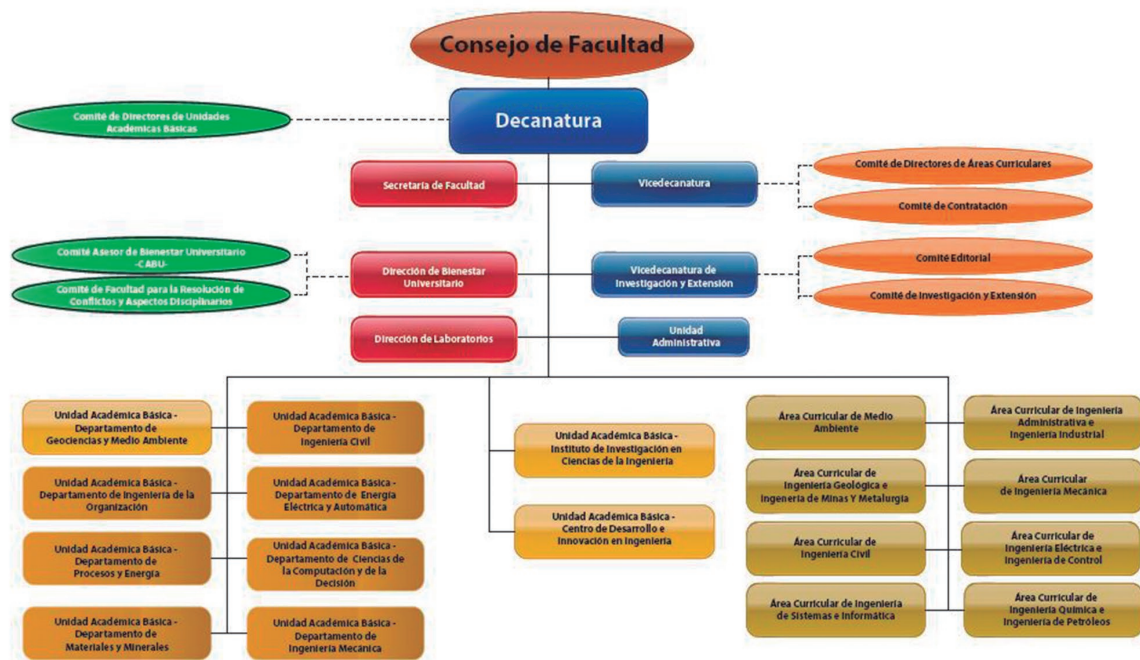 Consejo de Facultad
Decanatura
Comité de Directores de Unidades
Académicas Básicas
Secretaría de Facultad
Vicedecanatura
Comité de Directores de Áreas Curriculares
Comité de Contratación
Comité Asesor de Bienestar Universitario
-CABU-
Comité de Facultad para la Resolución de
Conflictos y Aspectos Disciplinarios
Dirección de Bienestar
Universitario
Vicedecanatura de
Investigación y Extensión
Comité Editorial
Comité de Investigación y Extensión
Dirección de Laboratorios
Unidad
Administrativa
Unidad Académica Básica -
Departamento de
Geociencias y Medio Ambiente
Unidad Académica Básica -
Departamento de
Ingeniería Civil
Unidad Académica Básica -
Departamento de Ingeniería de la
Organización
Unidad Académica Básica -
Departamento de Energía
Eléctrica y Automática
Unidad Académica Básica -
Departamento de
Procesos y Energía
Unidad Académica Básica -
Departamento de Ciencias de
la Computación y de la
Decisión
Unidad Académica Básica -
Departamento de
Materiales y Minerales
Unidad Académica Básica -
Departamento de
Ingeniería Mecánica
Unidad Académica Básica -
Instituto de Investigación en
Ciencias de la Ingeniería
Unidad Académica Básica -
Centro de Desarrollo e
Innovación en Ingeniería
Área Curricular de Medio
Ambiente
Área Curricular de Ingeniería
Administrativa e
Ingeniería Industrial
Área Curricular de
Ingeniería Geológica e
Ingenería de Minas Y Metalurgia
Área Curricular
de Ingeniería Mecánica
Área Curricular de
Ingeniería Civil
Área Curricular de
Ingeniería Eléctrica e
Ingeniería de Control
Área Curricular de Ingeniería
de Sistemas e Informática
Área Curricular de
Ingeniería Química e
Ingeniería de Petróleos